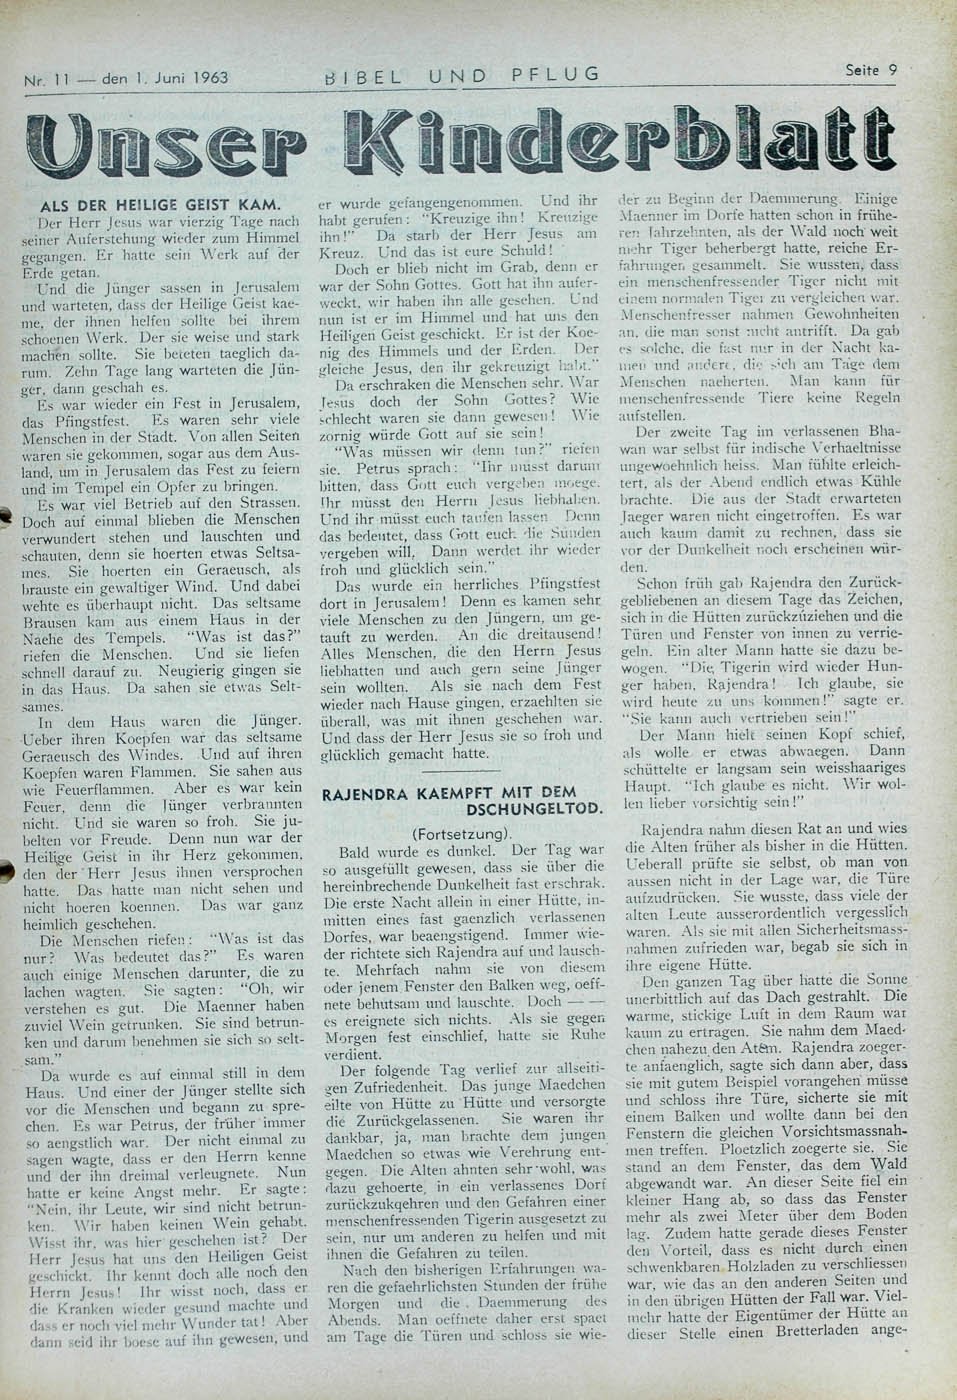 Nr. 11 — den 1. Juni 1963
BIBEL UND PFLUG
Seite 9
Unser Kinderblatt
ALS DER HEILIGE GEIST KAM.
Der Herr Jesus war vierzig Tage nach
seiner Auferstehung wieder zum Himmel
gegangen. Er hatte sein Werk auf der
Erde getan.
Und die Jünger sassen in Jerusalem
und warteten, dass der Heilige Geist kae-
me, der ihnen helfen sollte bei ihrem
schoenen Werk. Der sie weise und stark
machen sollte. Sie beteten taeglich da-
rum. Zehn Tage lang warteten die Jün-
ger, dann geschah es.
Es war wieder ein Fest in Jerusalem,
das Pfingstfest. Es waren sehr viele
Menschen in der Stadt. Von allen Seiten
waren sie gekommen, sogar aus dem Aus-
land, um in Jerusalem das Fest zu feiern
und im Tempel ein Opfer zu bringen.
Es war viel Betrieb auf den Strassen.
Doch auf einmal blieben die Menschen
verwundert stehen und lauschten und
schauten, denn sie hoerten etwas Seltsa-
mes. Sie hoerten ein Geraeusch, als
brauste ein gewaltiger Wind. Und dabei
wehte es überhaupt nicht. Das seltsame
Brausen kam aus einem Haus in der
Naehe des Tempels. "Was ist das?"
riefen die Menschen. Und sie liefen
schnell darauf zu. Neugierig gingen sie
in das Haus. Da sahen sie etwas Selt-
sames.
In dem Haus waren die Jünger.
Ueber ihren Koepfen war das seltsame
Geraeusch des Windes. Und auf ihren
Koepfen waren Flammen. Sie sahen aus
wie Feuerflammen. Aber es war kein
Feuer, denn die Jünger verbrannten
nicht. Und sie waren so froh. Sie ju-
belten vor Freude. Denn nun war der
Heilige Geist in ihr Herz gekommen,
den der Herr Jesus ihnen versprochen
hatte. Das hatte man nicht sehen und
nicht hoeren koennen. Das war ganz
heimlich geschehen.
Die Menschen riefen: "Was ist das
nur? Was bedeutet das?" Es waren
auch einige Menschen darunter, die zu
lachen wagten. Sie sagten: "Oh, wir
verstehen es gut. Die Maenner haben
zuviel Wein getrunken. Sie sind betrun-
ken und darum benehmen sie sich so selt-
sam."
Da wurde es auf einmal still in dem
Haus. Und einer der Jünger stellte sich
vor die Menschen und begann zu spre-
chen. Es war Petrus, der früher immer
so aengstlich war. Der nicht einmal zu
sagen wagte, dass er den Herrn kenne
und der ihn dreimal verleugnete. Nun
hatte er keine Angst mehr. Er sagte:
"Nein, ihr Leute, wir sind nicht betrun-
ken. Wir haben keinen Wein gehabt.
Wisst ihr, was hier geschehen ist? Der
Herr Jesus hat uns den Heiligen Geist
geschickt. Ihr kennt doch alle noch den
Herrn Jesus! Ihr wisst noch, dass er
die Kranken wieder gesund machte und
dass er noch viel mehr Wunder tat! Aber
dann seid ihr boese auf ihn gewesen, und
er wurde gefangengenommen. Und ihr
habt gerufen: "Kreuzige ihn! Kreuzige
ihn!" Da starb der Herr Jesus am
Kreuz. Und das ist eure Schuld!
Doch er blieb nicht im Grab, denn er
war der Sohn Gottes. Gott hat ihn aufer-
weckt, wir haben ihn alle gesehen. Und
nun ist er im Himmel und hat uns den
Heiligen Geist geschickt. Er ist der Koe-
nig des Himmels und der Erden. Der
gleiche Jesus, den ihr gekreuzigt habt."
Da erschraken die Menschen sehr. War
Jesus doch der Sohn Gottes? Wie
schlecht waren sie dann gewesen! Wie
zornig würde Gott auf sie sein!
"Was müssen wir denn tun?" riefen
sie. Petrus sprach: "Ihr müsst darum
bitten, dass Gott euch vergeben moege.
Ihr müsst den Herrn Jesus liebhaben.
Und ihr müsst euch taufen lassen. Denn
das bedeutet, dass Gott euch die Sünden
vergeben will. Dann werdet ihr wieder
froh und glücklich sein."
Das wurde ein herrliches Pfingstfest
dort in Jerusalem! Denn es kamen sehr
viele Menschen zu den Jüngern, um ge-
tauft zu werden. An die dreitausend!
Alles Menschen, die den Herrn Jesus
liebhatten und auch gern seine Jünger
sein wollten. Als sie nach dem Fest
wieder nach Hause gingen, erzaehlten sie
überall, was mit ihnen geschehen war.
Und dass der Herr Jesus sie so froh und
glücklich gemacht hatte.
RAJENDRA KAEMPFT MIT DEM
DSCHUNGELTOD.
(Fortsetzung).
Bald wurde es dunkel. Der Tag war
so ausgefüllt gewesen, dass sie über die
hereinbrechende Dunkelheit fast erschrak.
Die erste Nacht allein in einer Hütte, in-
mitten eines fast gaenzlich verlassenen
Dorfes, war beaengstigend. Immer wie-
der richtete sich Rajendra auf und lausch-
te. Mehrfach nahm sie von diesem
oder jenem Fenster den Balken weg, oeff-
nete behutsam und lauschte. Doch — —
es ereignete sich nichts. Als sie gegen
Morgen fest einschlief, hatte sie Ruhe
verdient.
Der folgende Tag verlief zur allseiti-
gen Zufriedenheit. Das junge Maedchen
eilte von Hütte zu Hütte und versorgte
die Zurückgelassenen. Sie waren ihr
dankbar, ja, man brachte dem jungen
Maedchen so etwas wie Verehrung ent-
gegen. Die Alten ahnten sehr wohl, was
dazu gehoerte, in ein verlassenes Dorf
zurückzukqehren und den Gefahren einer
menschenfressenden Tigerin ausgesetzt zu
sein, nur um anderen zu helfen und mit
ihnen die Gefahren zu teilen.
Nach den bisherigen Erfahrungen wa-
ren die gefaehrlichsten Stunden der frühe
Morgen und die Daemmerung des
Abends. Man oeffnete daher erst spaet
am Tage die Türen und schloss sie wie-
der zu Beginn der Daemmerung. Einige
Maenner im Dorfe hatten schon in frühe-
ren Jahrzehnten, als der Wald noch weit
mehr Tiger beherbergt hatte, reiche Er-
fahrungen gesammelt. Sie wussten, dass
ein menschenfressender Tiger nicht mit
einem normalen Tiger zu vergleichen war.
Menschenfresser nahmen Gewohnheiten
an, die man sonst nicht antrifft. Da gab
es solche, die fast nur in der Nacht ka-
men und andere, die sich am Tage dem
Menschen naeherten. Man kann für
menschenfressende Tiere keine Regeln
aufstellen.
Der zweite Tag im verlassenen Bha-
wan war selbst für indische Verhaeltnisse
ungewoehnlich heiss. Man fühlte erleich-
tert, als der Abend endlich etwas Kühle
brachte. Die aus der Stadt erwarteten
Jaeger waren nicht eingetroffen. Es war
auch kaum damit zu rechnen, dass sie
vor der Dunkelheit noch erscheinen wür-
den.
Schon früh gab Rajendra den Zurück-
gebliebenen an diesem Tage das Zeichen,
sich in die Hütten zurückzüziehen und die
Türen und Fenster von innen zu verrie-
geln. Ein alter Mann hatte sie dazu be-
wogen. "Die Tigerin wird wieder Hun-
ger haben, Rajendra! Ich glaube, sie
wird heute zu uns kommen!" sagte er.
"Sie kann auch vertrieben sein!"
Der Mann hielt seinen Kopf schief,
als wolle er etwas abwaegen. Dann
schüttelte er langsam sein weisshaariges
Haupt. "Ich glaube es nicht. Wir wol-
len lieber vorsichtig sein!"
Rajendra nahm diesen Rat an und wies
die Alten früher als bisher in die Hütten.
Ueberall prüfte sie selbst, ob man von
aussen nicht in der Lage war, die Türe
aufzudrücken. Sie wusste, dass viele der
alten Leute ausserordentlich vergesslich
waren. Als sie mit allen Sicherheitsmass-
nahmen zufrieden war, begab sie sich in
ihre eigene Hütte.
Den ganzen Tag über hatte die Sonne
unerbittlich auf das Dach gestrahlt. Die
warme, stickige Luft in dem Raum war
kaum zu ertragen. Sie nahm dem Maed-
chen nahezu den Atem. Rajendra zoeger-
te anfaenglich, sagte sich dann aber, dass
sie mit gutem Beispiel vorangehen müsse
und schloss ihre Türe, sicherte sie mit
einem Balken und wollte dann bei den
Fenstern die gleichen Vorsichtsmassnah-
men treffen. Ploetzlich zoegerte sie. Sie
stand an dem Fenster, das dem Wald
abgewandt war. An dieser Seite fiel ein
kleiner Hang ab, so dass das Fenster
mehr als zwei Meter über dem Boden
lag. Zudem hatte gerade dieses Fenster
den Vorteil, dass es nicht durch einen
schwenkbaren Holzladen zu verschliessen
war, wie das an den anderen Seiten und
in den übrigen Hütten der Fall war. Viel-
mehr hatte der Eigentümer der Hütte an
dieser Stelle einen Bretterladen ange-